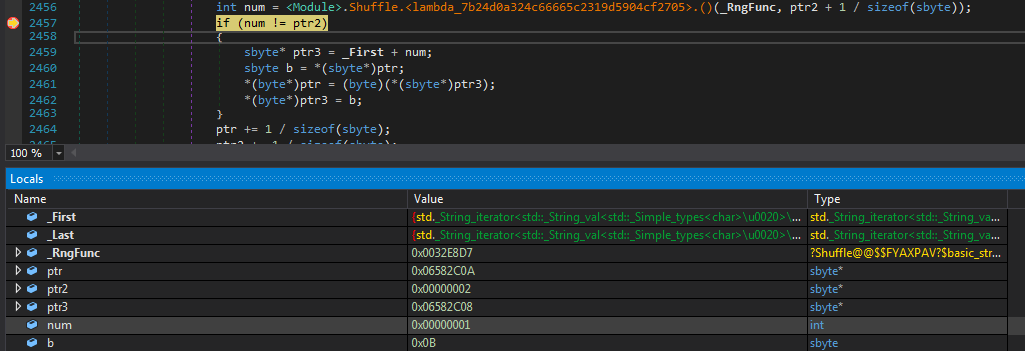 2456 int num = <Module>.Shuffle.<lambda_7b24d0a324c66665c2319d5904cf2705>.()(_RngFunc, ptr2 + 1 / sizeof(sbyte));
2457 if (num != ptr2)
2458 {
2459 sbyte* ptr3 = _First + num;
2460 sbyte b = *(sbyte*)ptr;
2461 *(byte*)ptr = (byte)(*(sbyte*)ptr3);
2462 *(byte*)ptr3 = b;
2463 }
2464 ptr += 1 / sizeof(sbyte);
100 %
Locals
Name Value Type
_First {std._String_iterator<std::_String_val<std::_Simple_types<char>\u0020>\... std._String_iterator<std::_String_va...
_Last {std._String_iterator<std::_String_val<std::_Simple_types<char>\u0020>\... std._String_iterator<std::_String_va...
_RngFunc 0x0032E8D7 ?Shuffle@@$$FYAXPAV?$basic_str...
ptr 0x06582C0A sbyte*
ptr2 0x00000002 sbyte*
ptr3 0x06582C08 sbyte*
num 0x00000001 int
b 0x0B sbyte